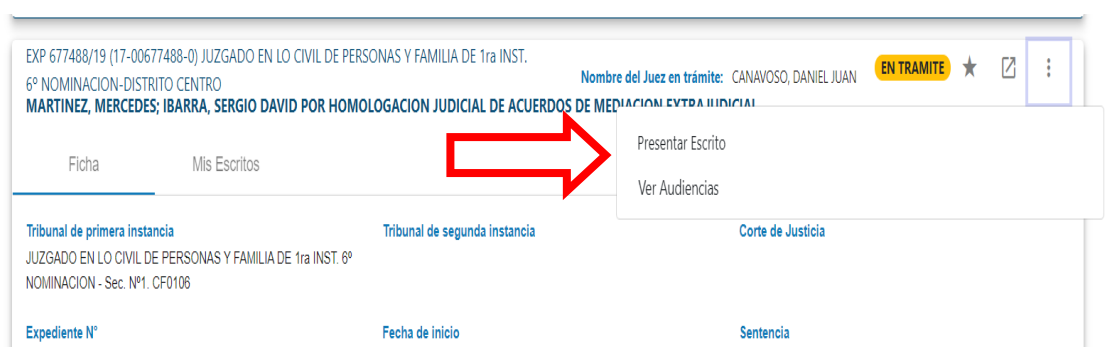 EXP 677488/19 (17-00677488-0) JUZGADO EN LO CIVIL DE PERSONAS Y FAMILIA DE 1ra INST.
6º NOMINACION-DISTRITO CENTRO
Nombre del Juez en trámite: CANAVOSO, DANIEL JUAN
EN TRAMITE
MARTINEZ, MERCEDES; IBARRA, SERGIO DAVID POR HOMOLOGACION JUDICIAL DE ACUERDOS DE MEDIACION EXTRAJUDICIAL
Presentar Escrito
Ver Audiencias
Ficha
Mis Escritos
Tribunal de primera instancia
JUZGADO EN LO CIVIL DE PERSONAS Y FAMILIA DE 1ra INST. 6º
NOMINACION - Sec. Nº1. CF0106
Tribunal de segunda instancia
Corte de Justicia
Expediente N°
Fecha de inicio
Sentencia